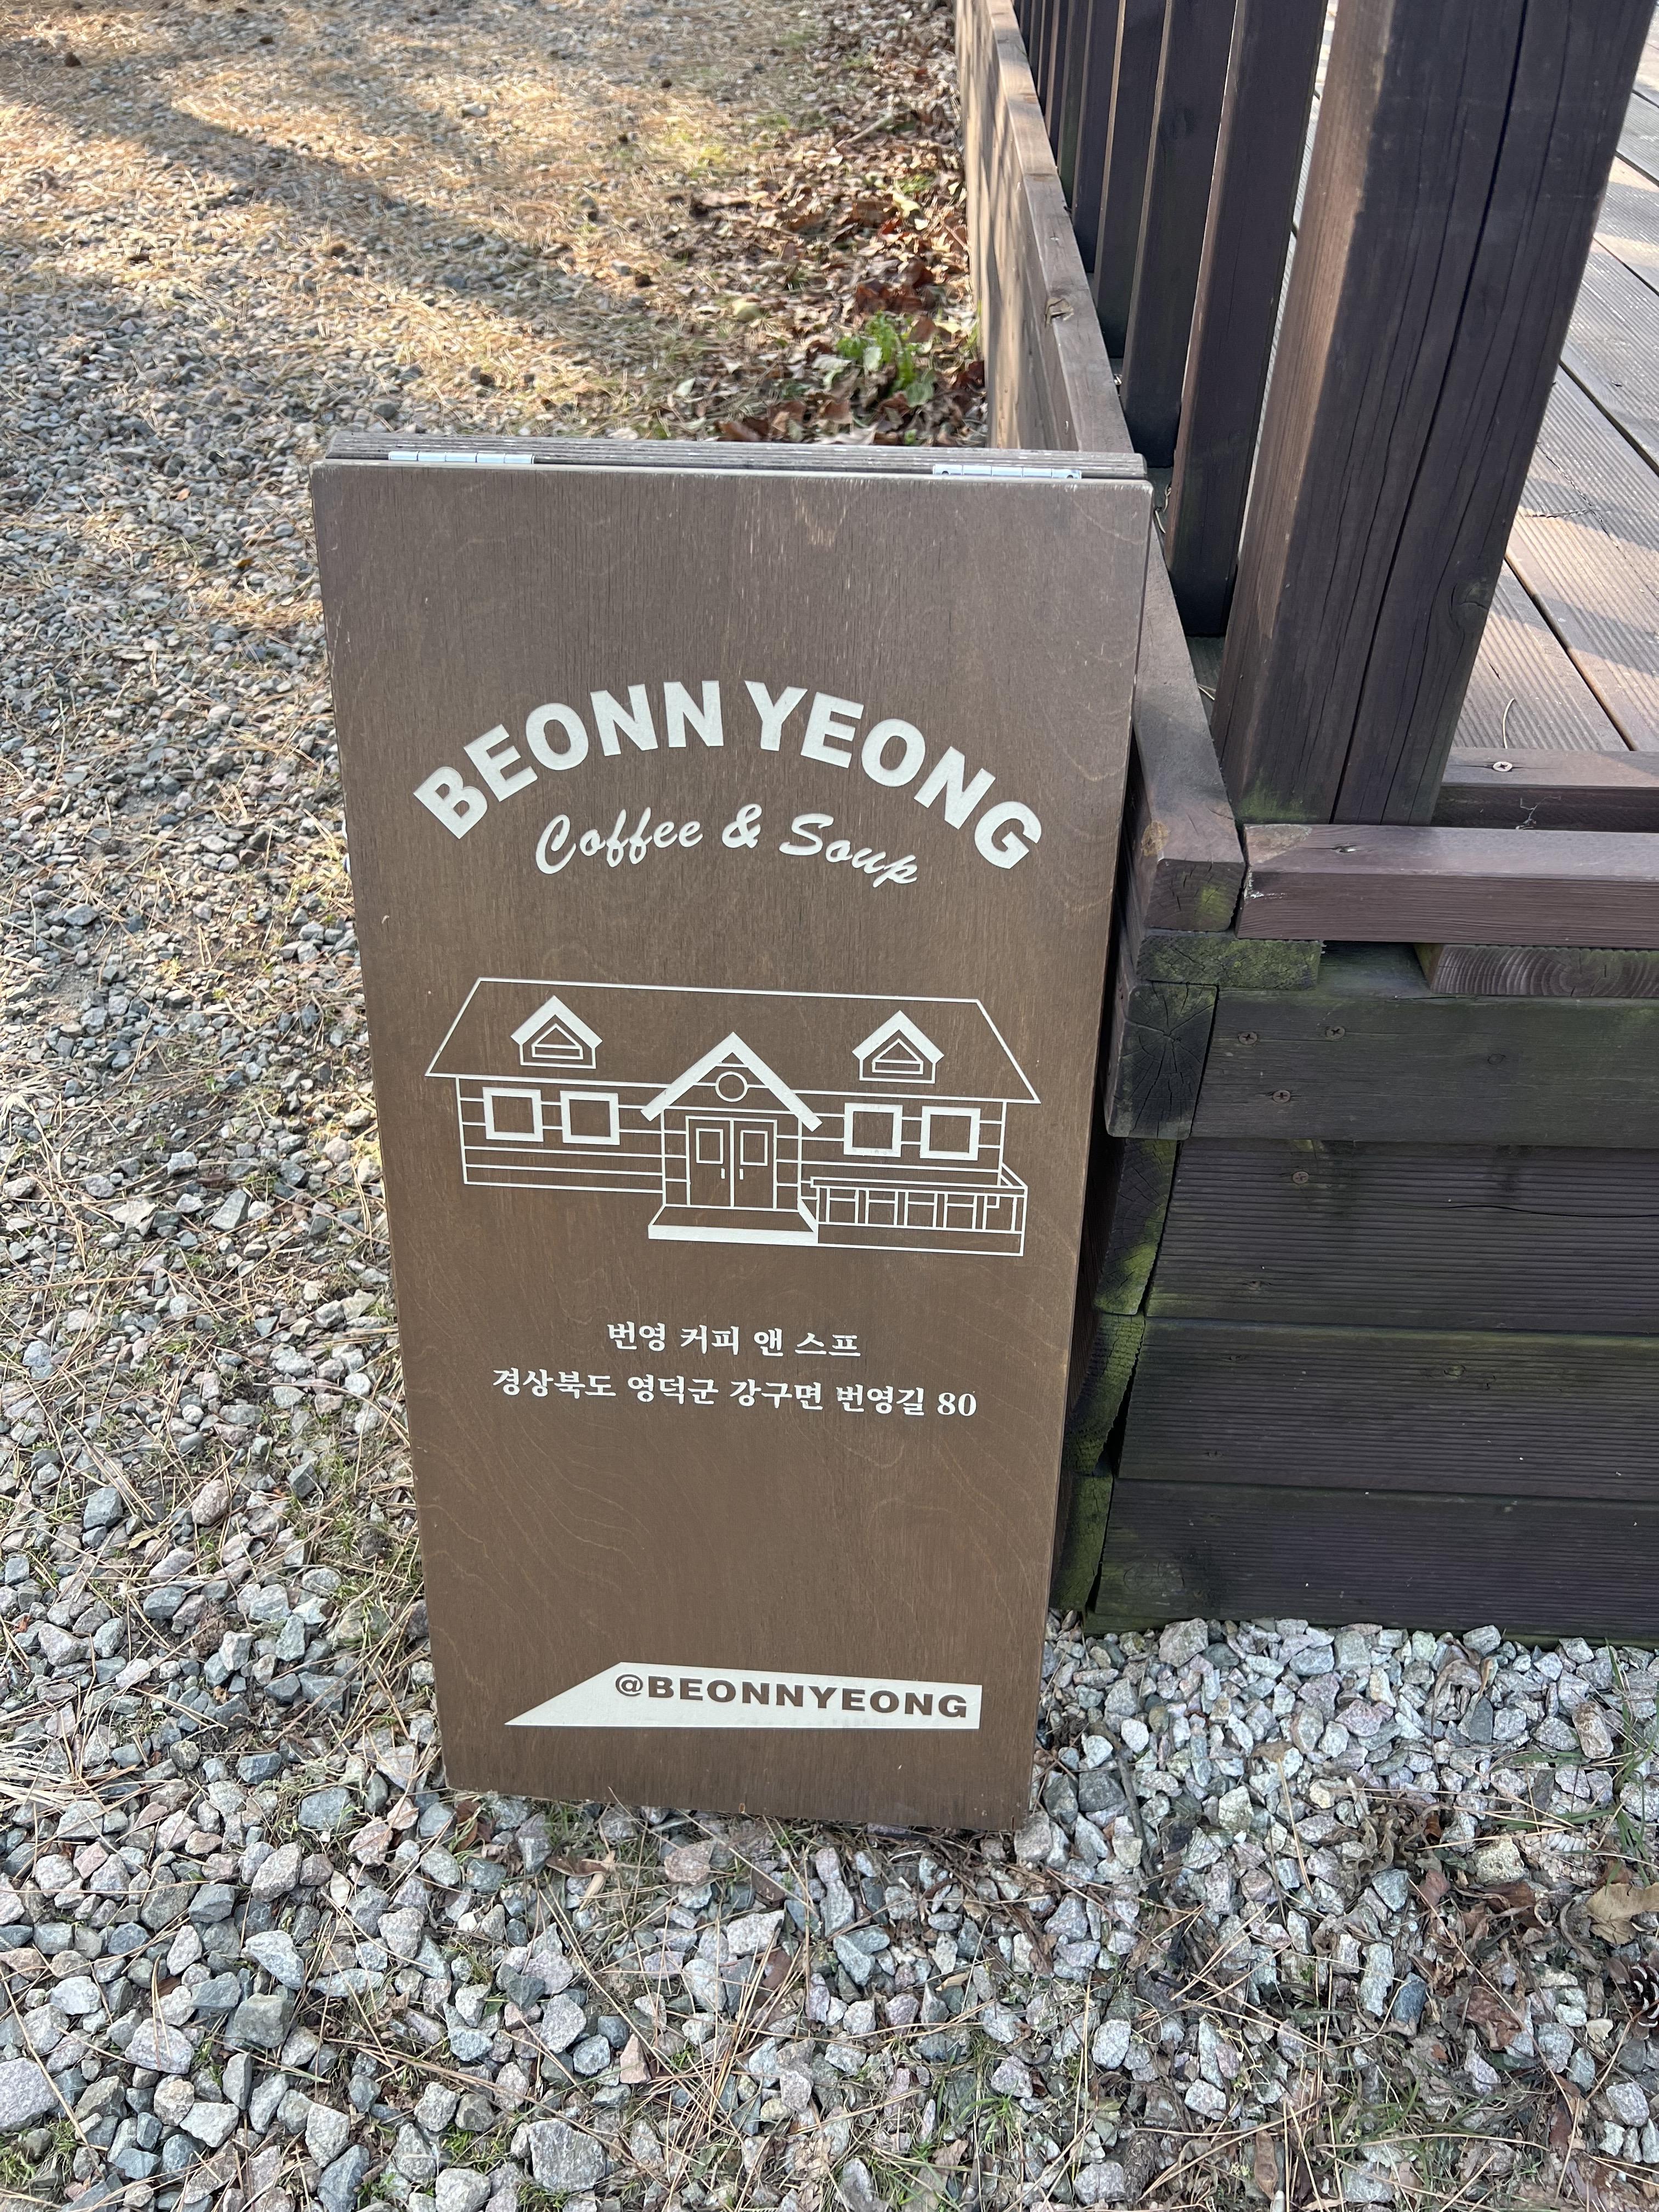 BEONN YEONG
Coffee & Soup
번영 커피 앤 스프
경상북도 영덕군 강구면 번영길 80
@BEONNYEONG